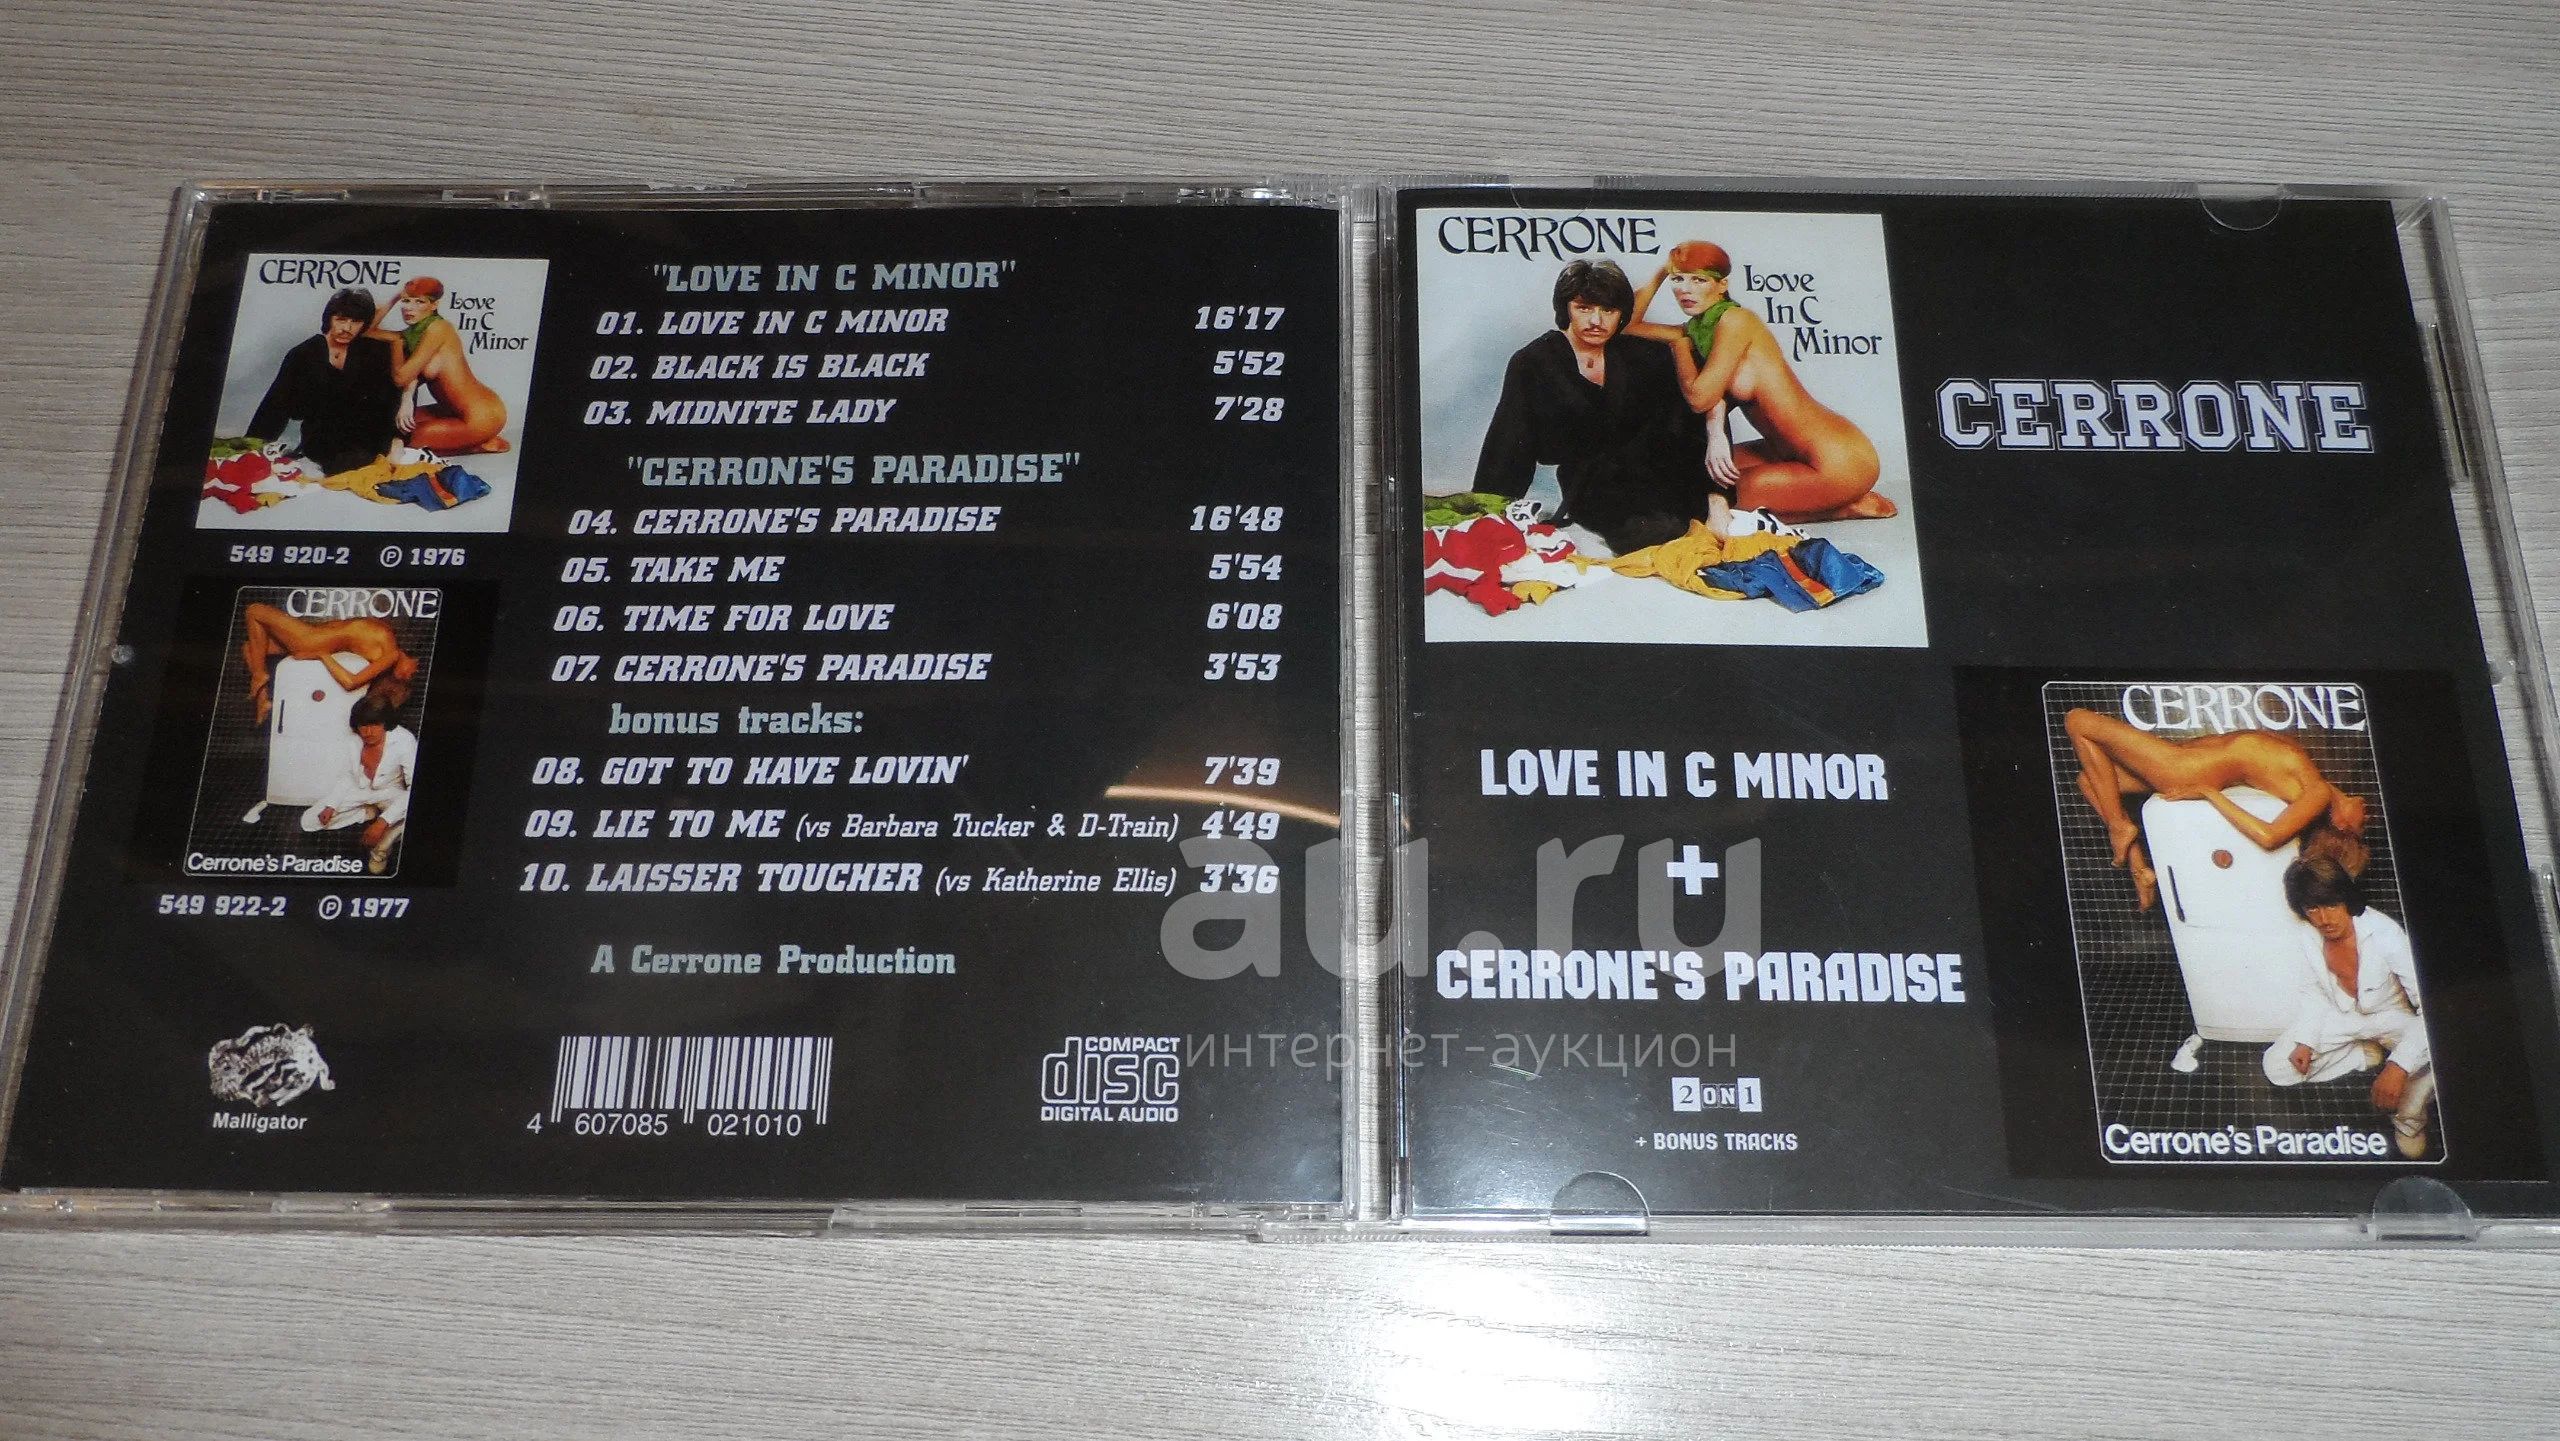 CERRONE
Love
In C
Minor
549 920-2 ℗ 1976
CERRONE
Cerrone's Paradise
549 922-2 ℗ 1977
"LOVE IN C MINOR"
01. LOVE IN C MINOR 16'17
02. BLACK IS BLACK 5'52
03. MIDNITE LADY 7'28
"CERRONE'S PARADISE"
04. CERRONE'S PARADISE 16'48
05. TAKE ME 5'54
06. TIME FOR LOVE 6'08
07. CERRONE'S PARADISE 3'53
bonus tracks:
08. GOT TO HAVE LOVIN' 7'39
09. LIE TO ME (vs Barbara Tucker & D-Train) 4'49
10. LAISSER TOUCHER (vs Katherine Ellis) 3'36
A Cerrone Production
Malligator
4 607085 021010
COMPACT
disc
DIGITAL AUDIO
CERRONE
Love
In C
Minor
CERRONE
LOVE IN C MINOR
+
CERRONE'S PARADISE
2 ON 1
+ BONUS TRACKS
CERRONE
Cerrone's Paradise
au.ru
интернет-аукцион